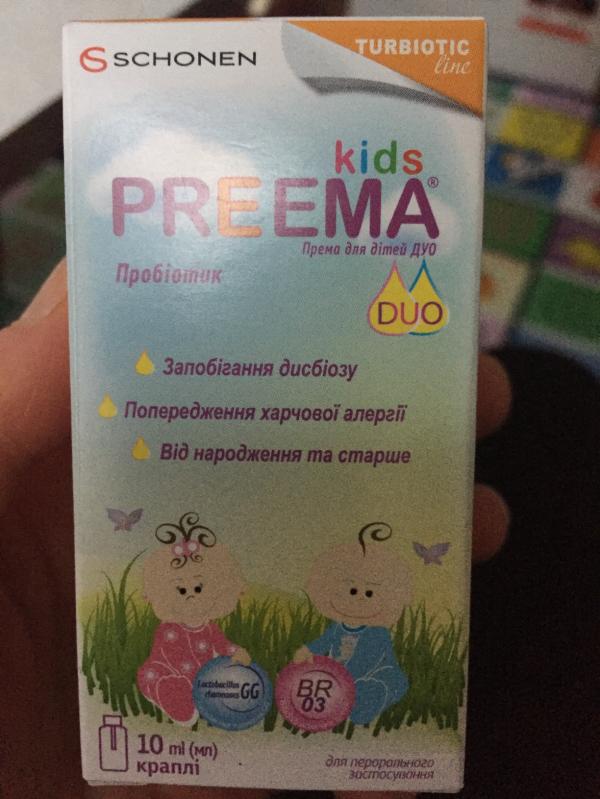 SCHONEN
TURBIOTIC
line
kids
PREEMA®
Према для дітей ДУО
Пробіотик
DUO
Запобігання дисбіозу
Попередження харчової алергії
Від народження та старше
Lactobacillus
rhamnosus GG
BR
03
10 ml (мл)
краплі
для перорального
застосування